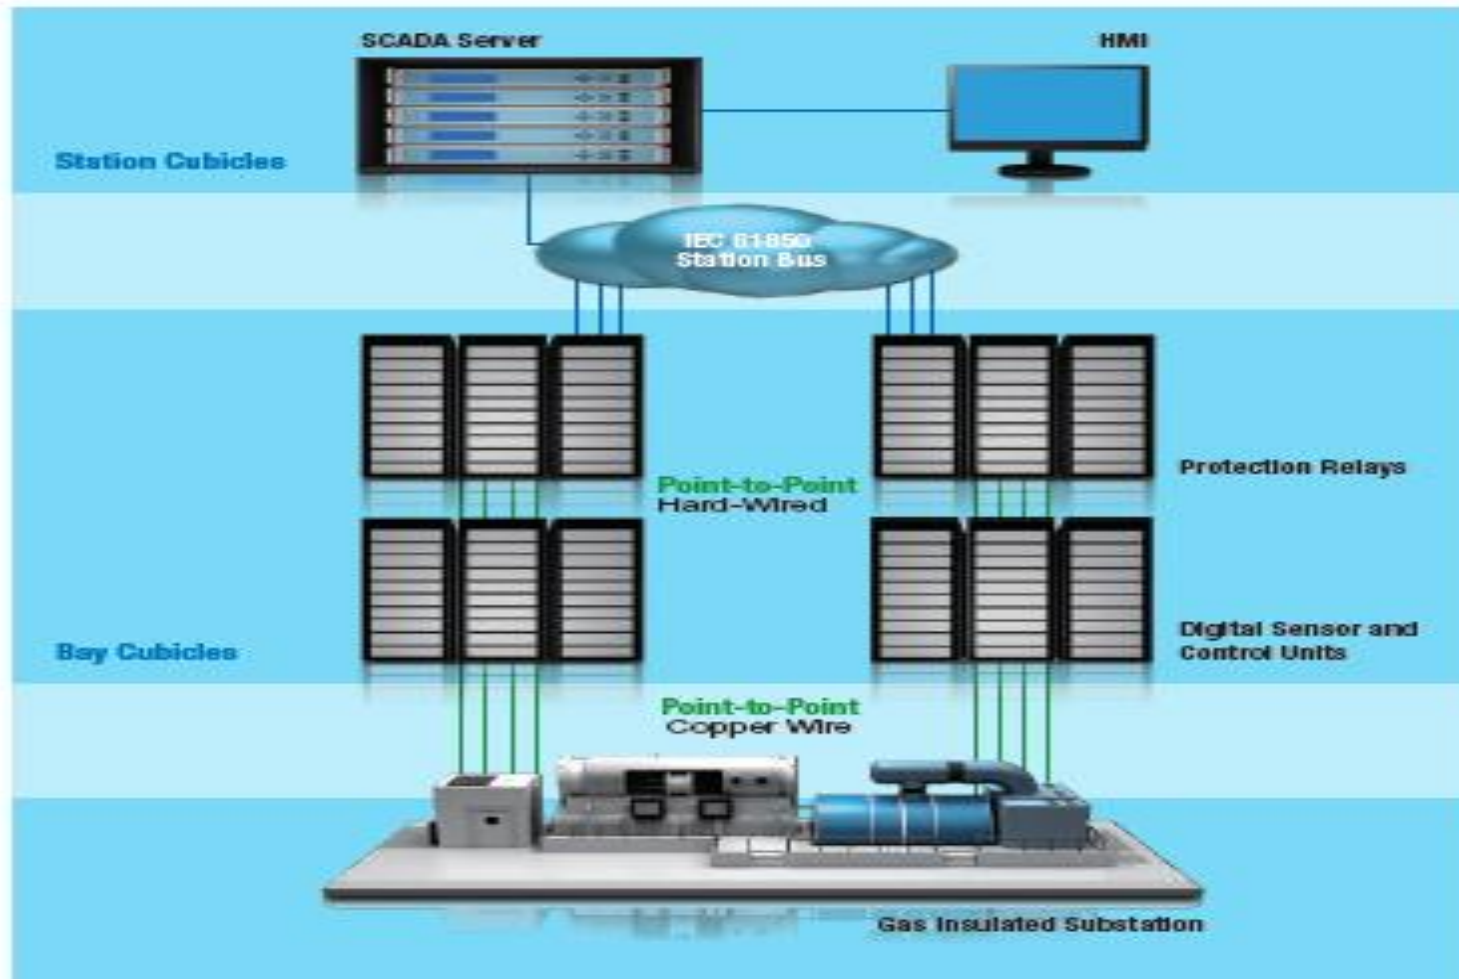 SCADA Server
HMI
Station Cubicles
IEC 61850
Station Bus
Protection Relays
Point-to-Point
Hard-Wired
Digital Sensor and
Control Units
Bay Cubicles
Point-to-Point
Copper Wire
Gas Insulated Substation